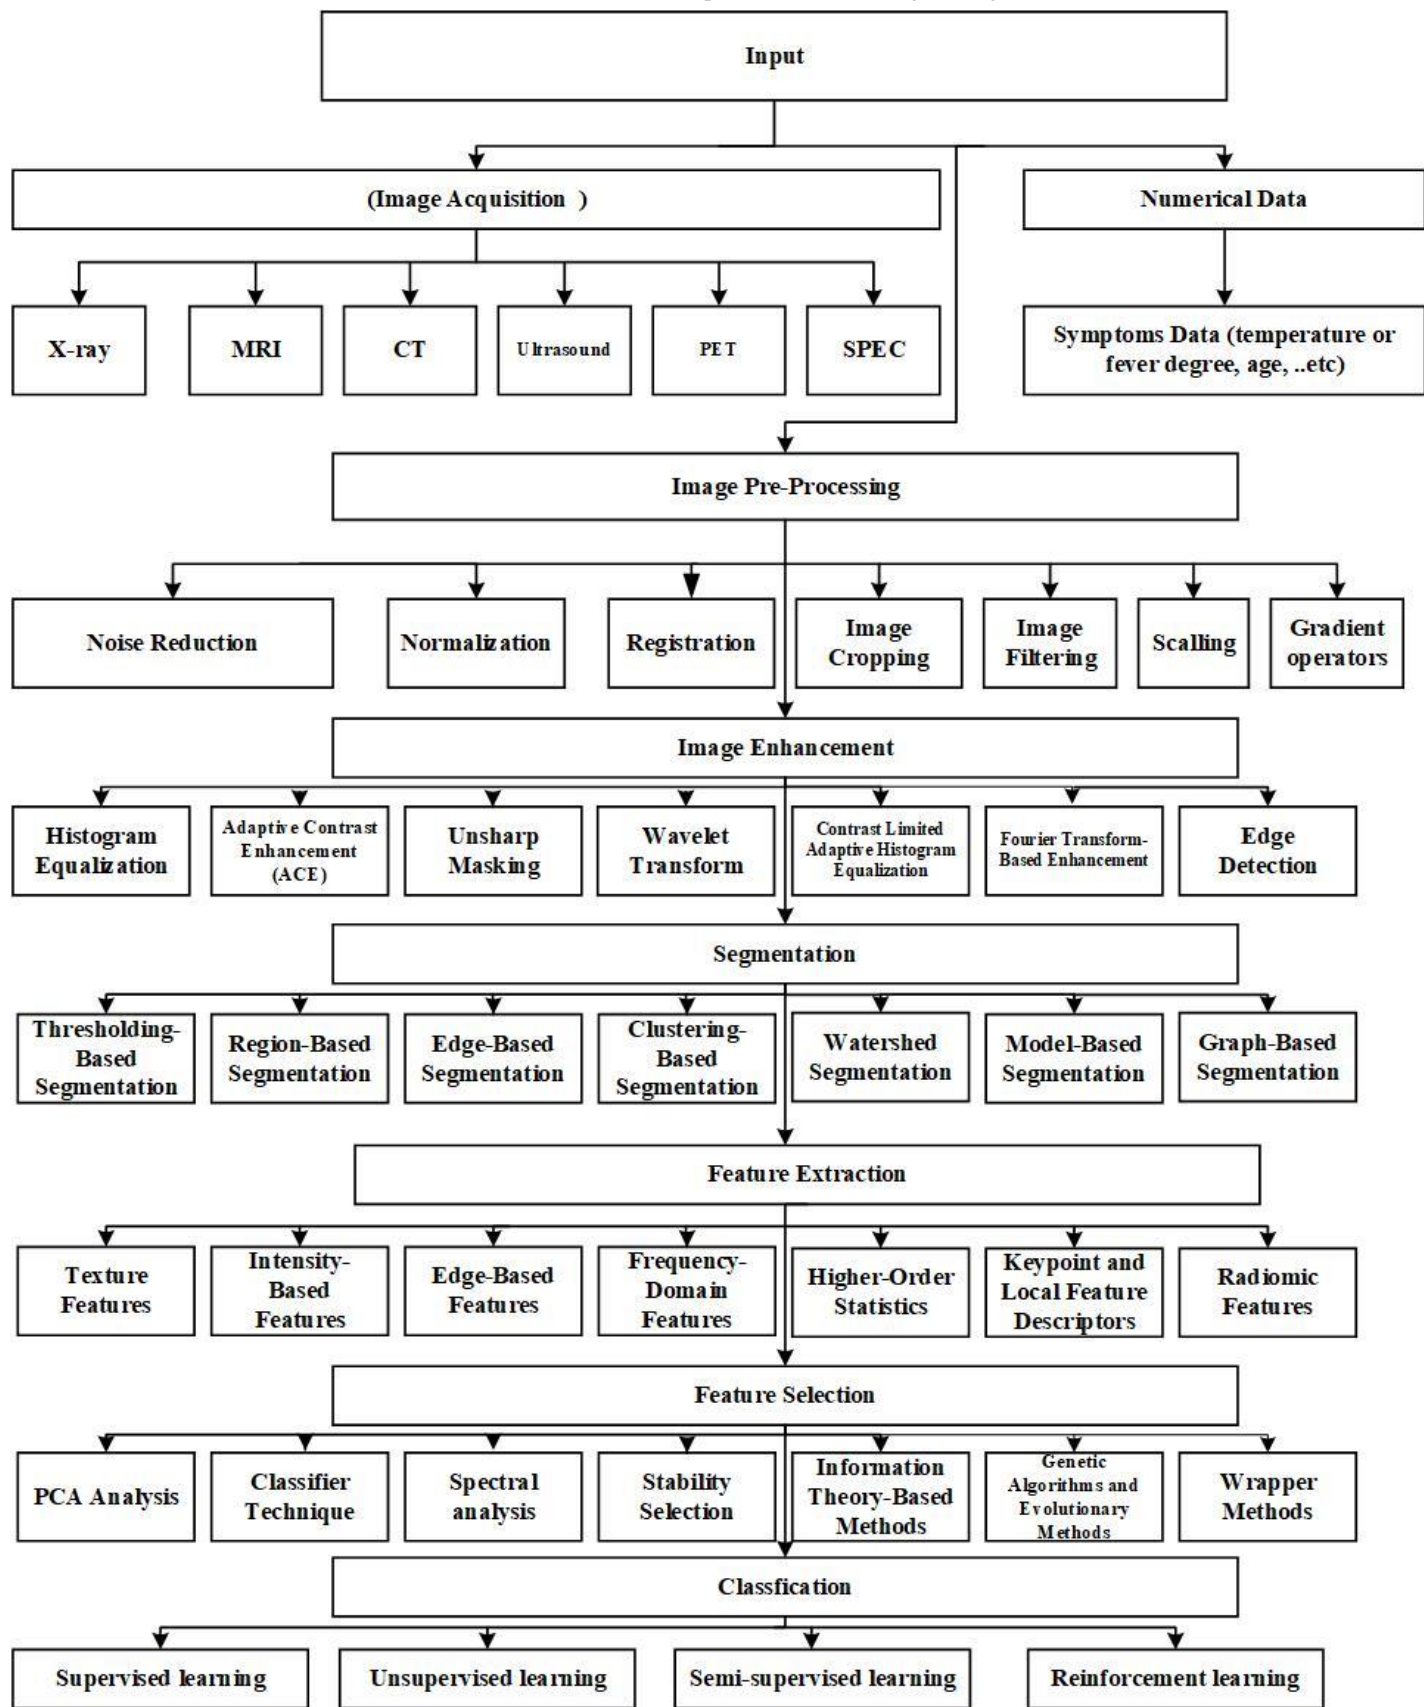 Input
(Image Acquisition )
Numerical Data
X-ray
MRI
CT
Ultrasound
PET
SPEC
Symptoms Data (temperature or
fever degree, age, ..etc)
Image Pre-Processing
Noise Reduction
Normalization
Registration
Image
Cropping
Image
Filtering
Scalling
Gradient
operators
Image Enhancement
Histogram
Equalization
Adaptive Contrast
Enhancement
(ACE)
Unsharp
Masking
Wavelet
Transform
Contrast Limited
Adaptive Histogram
Equalization
Fourier Transform-
Based Enhancement
Edge
Detection
Segmentation
Thresholding-
Based
Segmentation
Region-Based
Segmentation
Edge-Based
Segmentation
Clustering-
Based
Segmentation
Watershed
Segmentation
Model-Based
Segmentation
Graph-Based
Segmentation
Feature Extraction
Texture
Features
Intensity-
Based
Features
Edge-Based
Features
Frequency-
Domain
Features
Higher-Order
Statistics
Keypoint and
Local Feature
Descriptors
Radiomic
Features
Feature Selection
PCA Analysis
Classifier
Technique
Spectral
analysis
Stability
Selection
Information
Theory-Based
Methods
Genetic
Algorithms and
Evolutionary
Methods
Wrapper
Methods
Classfication
Supervised learning
Unsupervised learning
Semi-supervised learning
Reinforcement learning